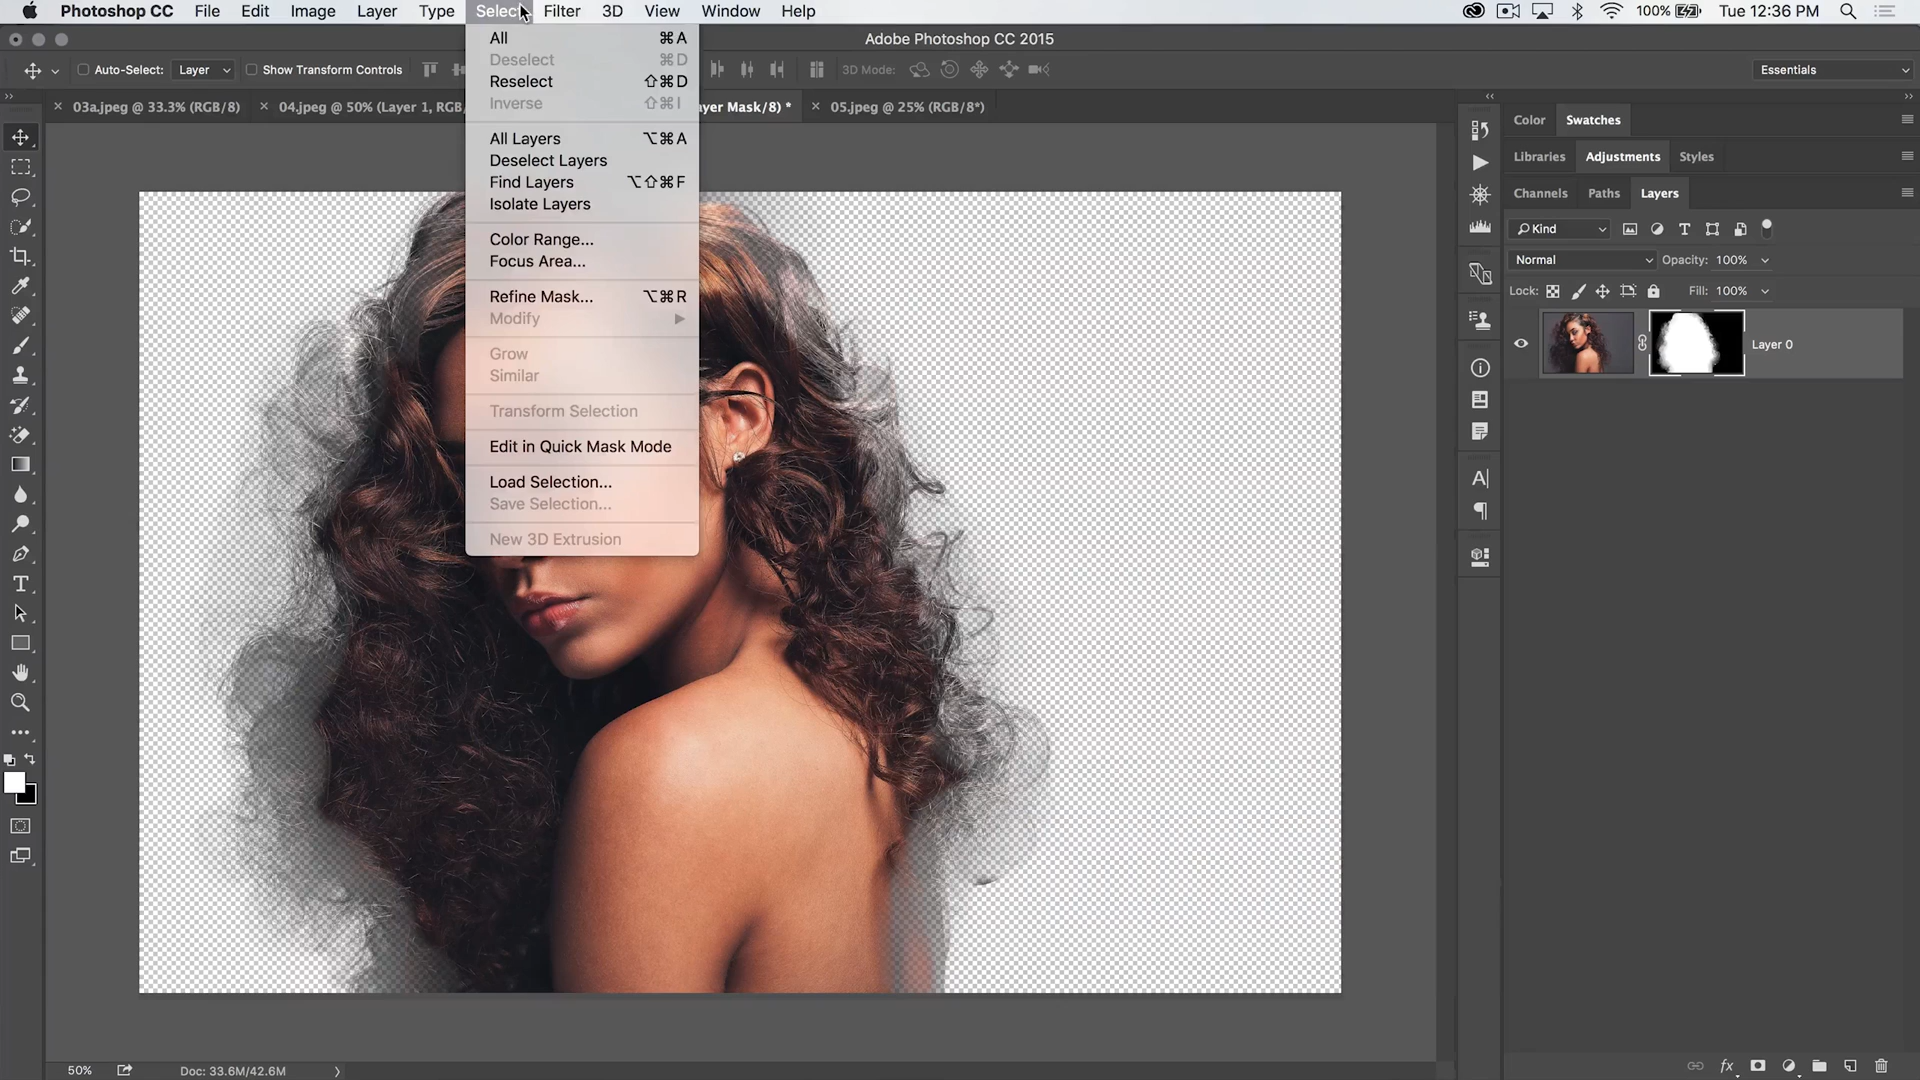 Photoshop CC File Edit Image Layer Type Select Filter 3D View Window Help 100% Tue 12:36 PM
Adobe Photoshop CC 2015
Auto-Select: Layer Show Transform Controls 3D Mode: Essentials
03a.jpeg @ 33.3% (RGB/8) 04.jpeg @ 50% (Layer 1, RGB/ Mask/8) * 05.jpeg @ 25% (RGB/8*)
All ⌘A
Deselect ⌘D
Reselect ⇧⌘D
Inverse ⇧⌘I
All Layers ⌥⌘A
Deselect Layers
Find Layers ⌥⇧⌘F
Isolate Layers
Color Range...
Focus Area...
Refine Mask... ⌥⌘R
Modify
Grow
Similar
Transform Selection
Edit in Quick Mask Mode
Load Selection...
Save Selection...
New 3D Extrusion
Color Swatches
Libraries Adjustments Styles
Channels Paths Layers
Kind
Normal Opacity: 100%
Lock: Fill: 100%
Layer 0
50% Doc: 33.6M/42.6M